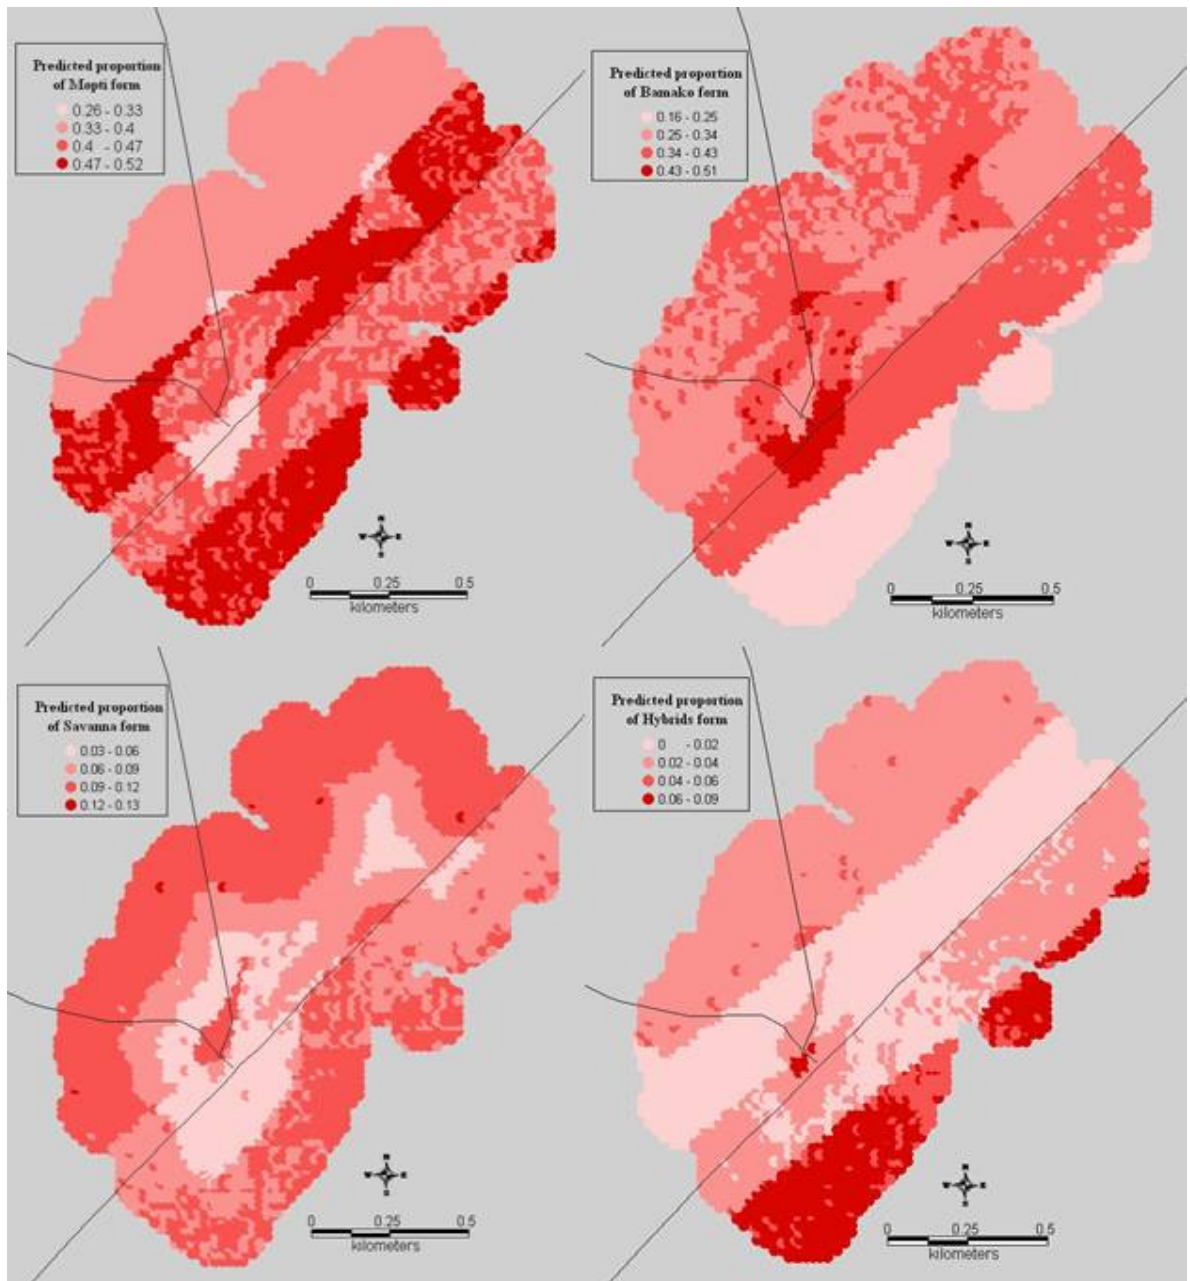 Predicted proportion
of Mopti form
0.26 - 0.33
0.33 - 0.4
0.4 - 0.47
0.47 - 0.52
N
W E
S
0 0.25 0.5
kilometers
Predicted proportion
of Bamako form
0.16 - 0.25
0.25 - 0.34
0.34 - 0.43
0.43 - 0.51
N
W E
S
0 0.25 0.5
kilometers
Predicted proportion
of Savanna form
0.03 - 0.06
0.06 - 0.09
0.09 - 0.12
0.12 - 0.13
N
W E
S
0 0.25 0.5
kilometers
Predicted proportion
of Hybrids form
0 - 0.02
0.02 - 0.04
0.04 - 0.06
0.06 - 0.09
N
W E
S
0 0.25 0.5
kilometers